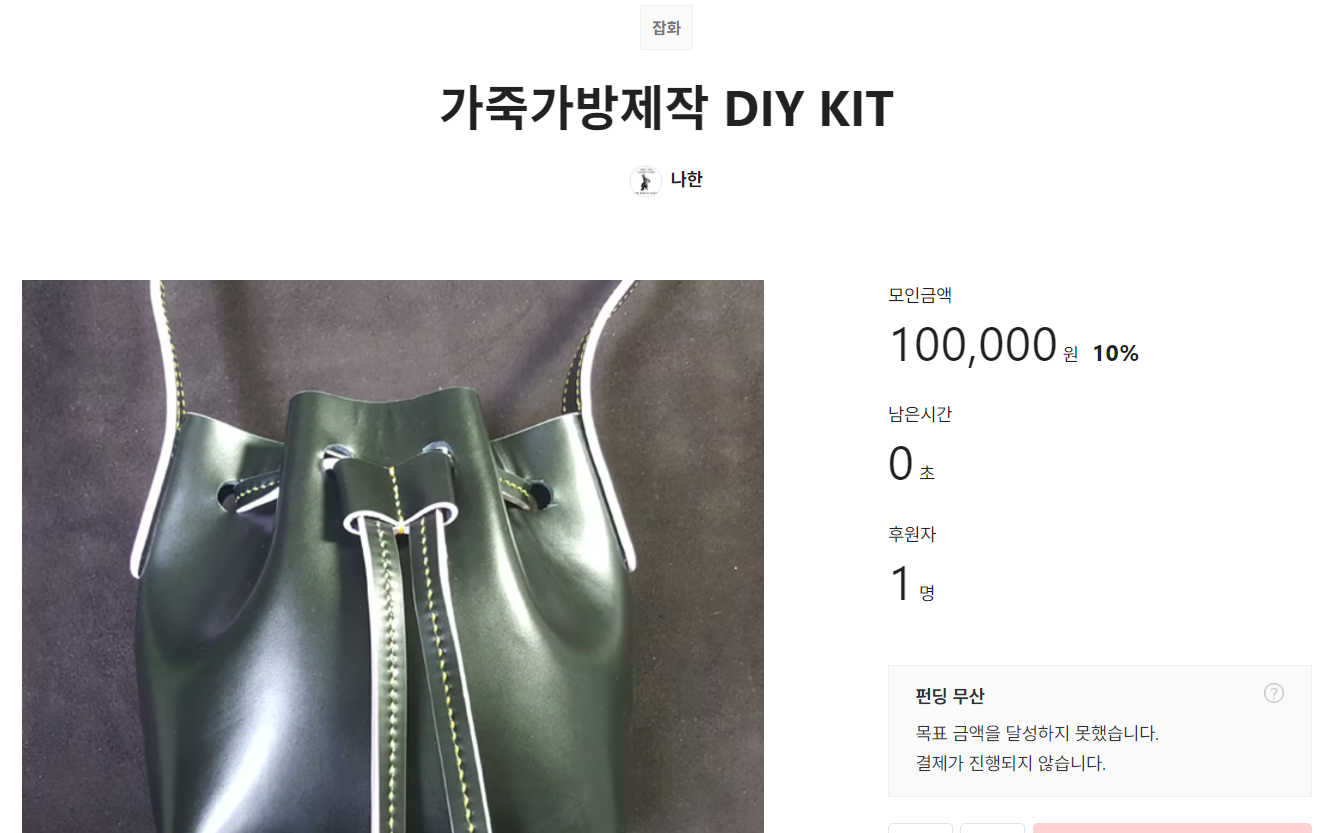 잡화
가죽가방제작 DIY KIT
나한
모인금액
100,000 원 10%
남은시간
0 초
후원자
1 명
펀딩 무산
?
목표 금액을 달성하지 못했습니다.
결제가 진행되지 않습니다.